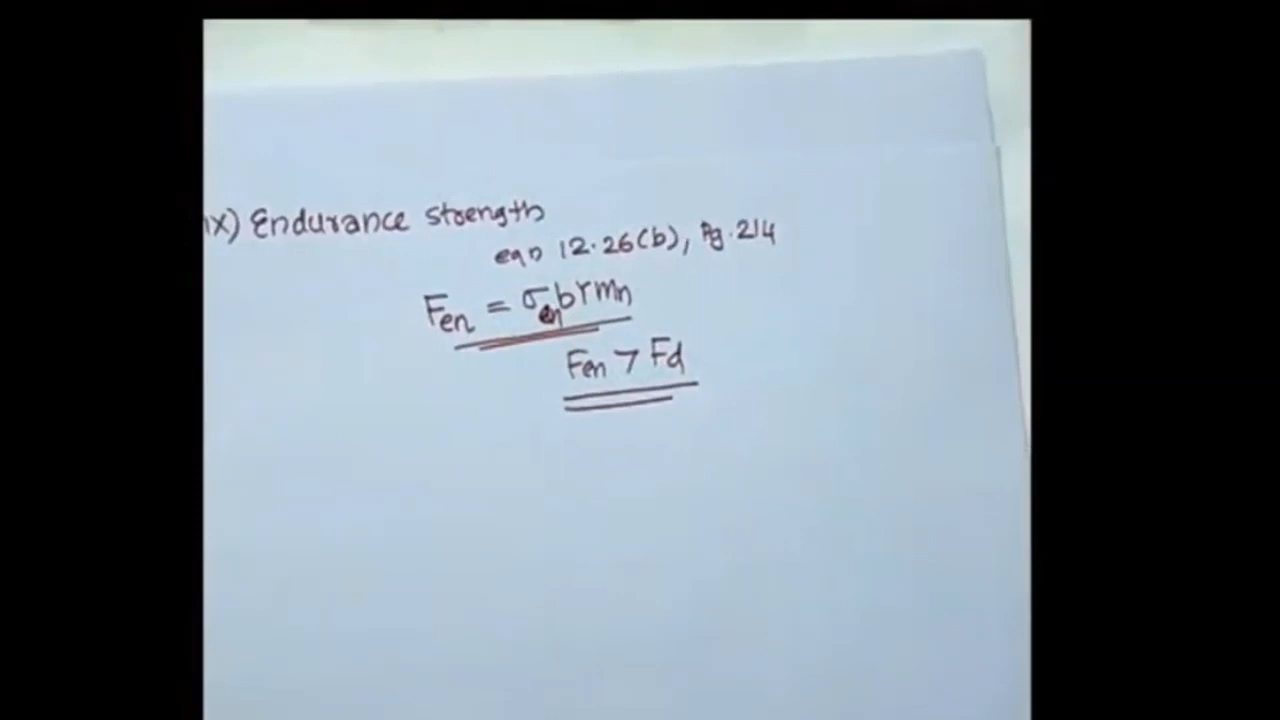 ix) Endurance strength
eqn 12.26(b), Pg.214
Fen = σen b Y mn
Fen > Fd